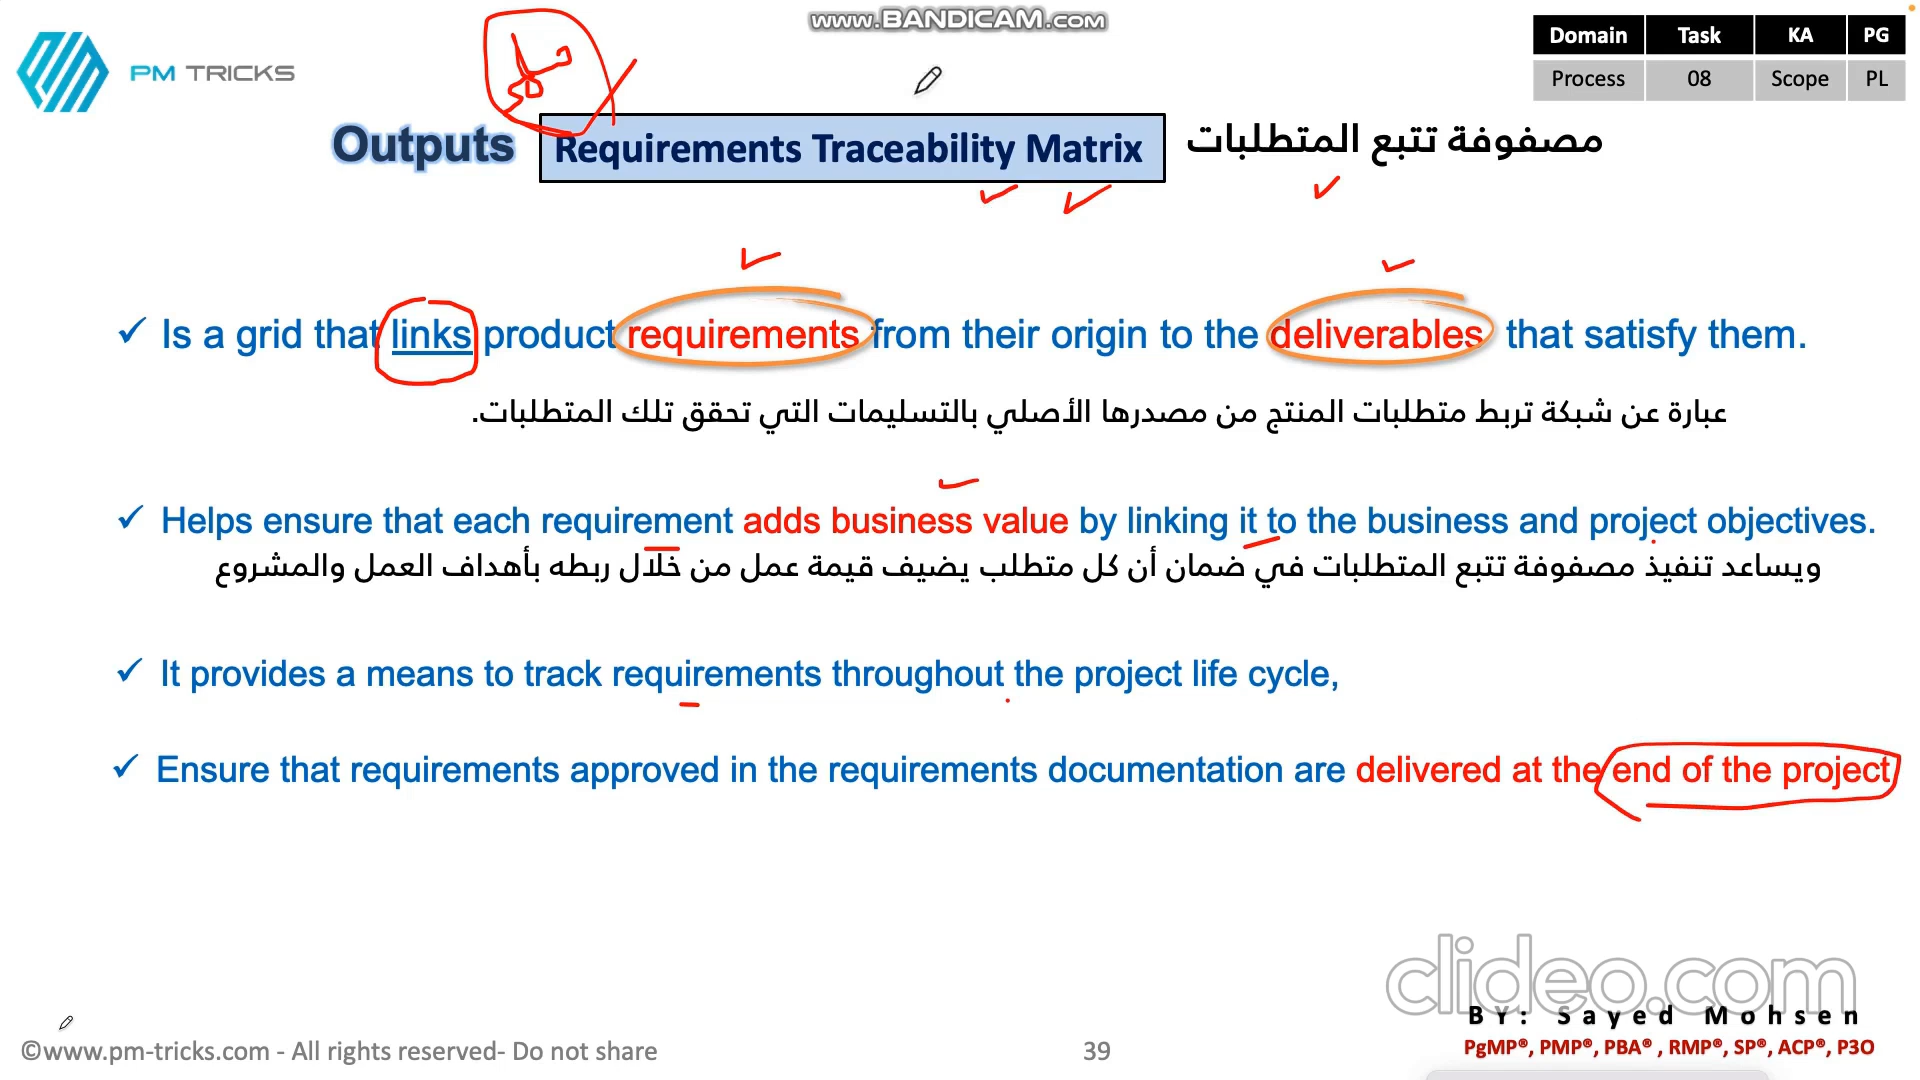 www.BANDICAM.com
PM TRICKS
Domain Task KA PG
Process 08 Scope PL
Outputs Requirements Traceability Matrix مصفوفة تتبع المتطلبات
✓ Is a grid that links product requirements from their origin to the deliverables that satisfy them.
عبارة عن شبكة تربط متطلبات المنتج من مصدرها الأصلي بالتسليمات التي تحقق تلك المتطلبات.
✓ Helps ensure that each requirement adds business value by linking it to the business and project objectives.
ويساعد تنفيذ مصفوفة تتبع المتطلبات في ضمان أن كل متطلب يضيف قيمة عمل من خلال ربطه بأهداف العمل والمشروع
✓ It provides a means to track requirements throughout the project life cycle,
✓ Ensure that requirements approved in the requirements documentation are delivered at the end of the project
clideo.com
BY: Sayed Mohsen
©www.pm-tricks.com - All rights reserved- Do not share
39
PgMP®, PMP®, PBA® , RMP®, SP®, ACP®, P3O